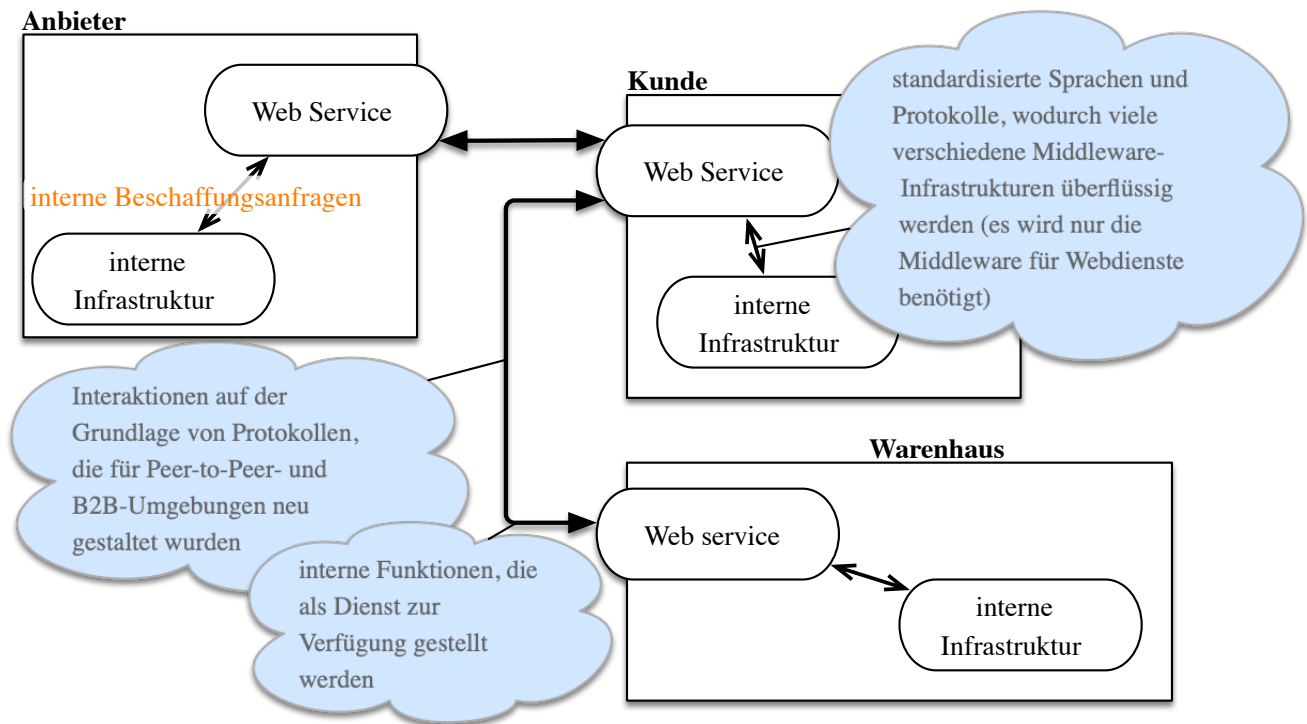 Anbieter
Web Service
interne Beschaffungsanfragen
interne
Infrastruktur
Kunde
Web Service
interne
Infrastruktur
standardisierte Sprachen und
Protokolle, wodurch viele
verschiedene Middleware-
Infrastrukturen überflüssig
werden (es wird nur die
Middleware für Webdienste
benötigt)
Interaktionen auf der
Grundlage von Protokollen,
die für Peer-to-Peer- und
B2B-Umgebungen neu
gestaltet wurden
interne Funktionen, die
als Dienst zur
Verfügung gestellt
werden
Warenhaus
Web service
interne
Infrastruktur